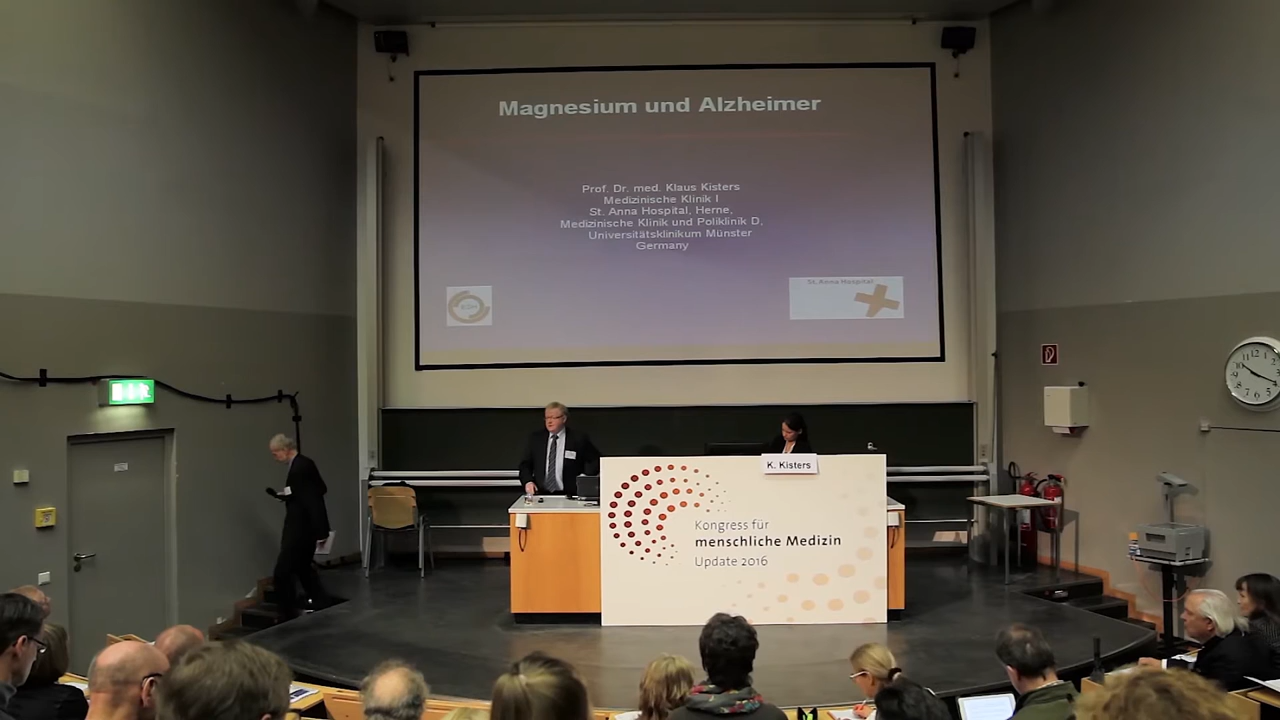 Magnesium und Alzheimer
Prof. Dr. med. Klaus Kisters
Medizinische Klinik I
St. Anna Hospital, Herne,
Medizinische Klinik und Poliklinik D,
Universitätsklinikum Münster
Germany
St. Anna Hospital
K. Kisters
Kongress für
menschliche Medizin
Update 2016